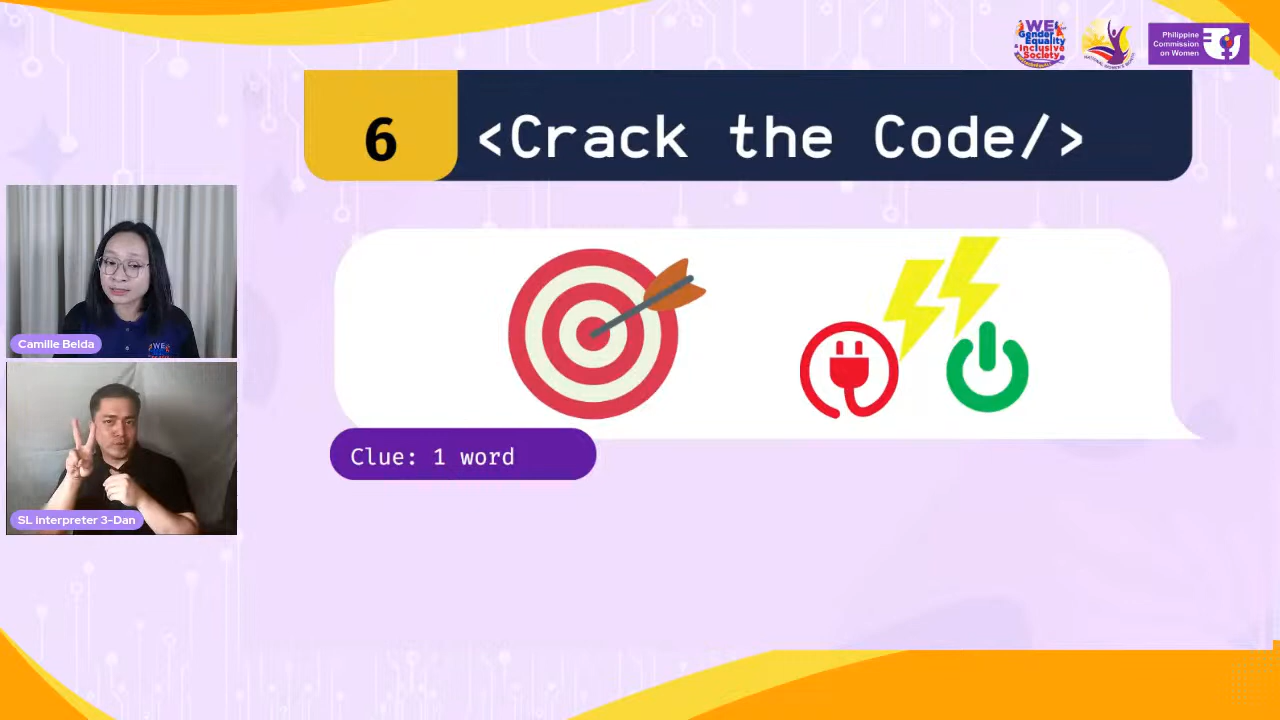 WE
Gender
Equality
Inclusive
Society
Philippine
Commission
on Women
6
<Crack the Code/>
Clue: 1 word
Camille Belda
SL interpreter 3-Dan